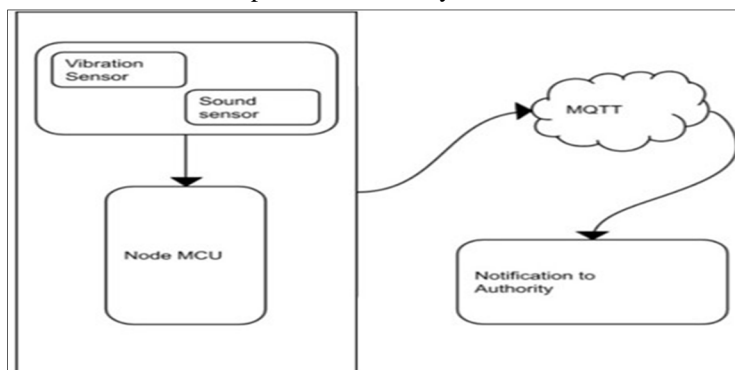 Vibration
Sensor
Sound
sensor
MQTT
Node MCU
Notification to
Authority